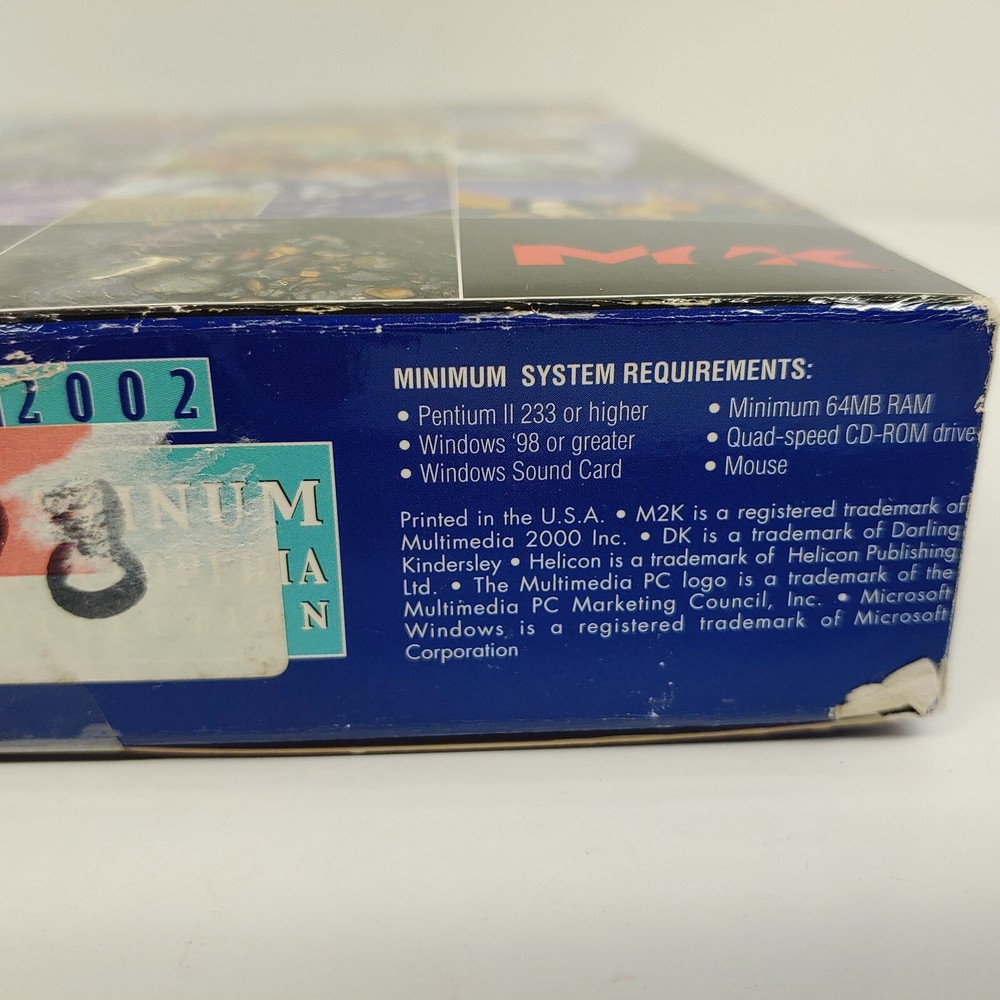 2002
MINIMUM SYSTEM REQUIREMENTS:
• Pentium II 233 or higher
• Windows '98 or greater
• Windows Sound Card
• Minimum 64MB RAM
• Quad-speed CD-ROM drive
• Mouse
Printed in the U.S.A. • M2K is a registered trademark of
Multimedia 2000 Inc. • DK is a trademark of Dorling
Kindersley • Helicon is a trademark of Helicon Publishing
Ltd. • The Multimedia PC logo is a trademark of the
Multimedia PC Marketing Council, Inc. • Microsoft
Windows is a registered trademark of Microsoft
Corporation